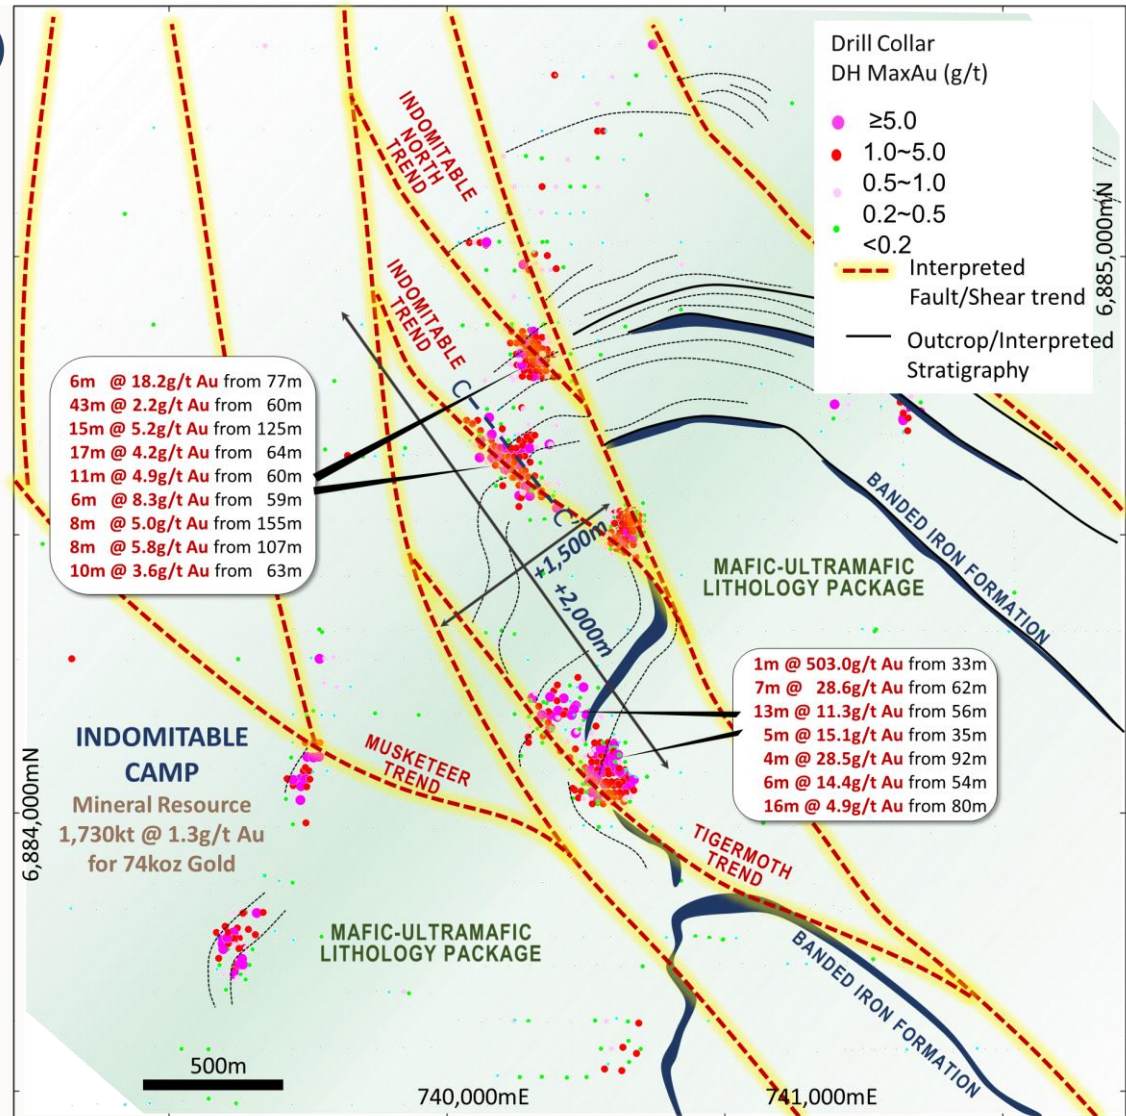 Drill Collar
DH MaxAu (g/t)
≥5.0
1.0~5.0
0.5~1.0
0.2~0.5
<0.2
Interpreted
Fault/Shear trend
Outcrop/Interpreted
Stratigraphy
INDOMITABLE
NORTH
TREND
INDOMITABLE
TREND
6,885,000mN
C
C'
6m @ 18.2g/t Au from 77m
43m @ 2.2g/t Au from 60m
15m @ 5.2g/t Au from 125m
17m @ 4.2g/t Au from 64m
11m @ 4.9g/t Au from 60m
6m @ 8.3g/t Au from 59m
8m @ 5.0g/t Au from 155m
8m @ 5.8g/t Au from 107m
10m @ 3.6g/t Au from 63m
+1,500m
+2,000m
BANDED IRON FORMATION
MAFIC-ULTRAMAFIC
LITHOLOGY PACKAGE
1m @ 503.0g/t Au from 33m
7m @ 28.6g/t Au from 62m
13m @ 11.3g/t Au from 56m
5m @ 15.1g/t Au from 35m
4m @ 28.5g/t Au from 92m
6m @ 14.4g/t Au from 54m
16m @ 4.9g/t Au from 80m
INDOMITABLE
CAMP
Mineral Resource
1,730kt @ 1.3g/t Au
for 74koz Gold
MUSKETEER
TREND
6,884,000mN
TIGERMOTH
TREND
MAFIC-ULTRAMAFIC
LITHOLOGY PACKAGE
BANDED IRON FORMATION
500m
740,000mE
741,000mE